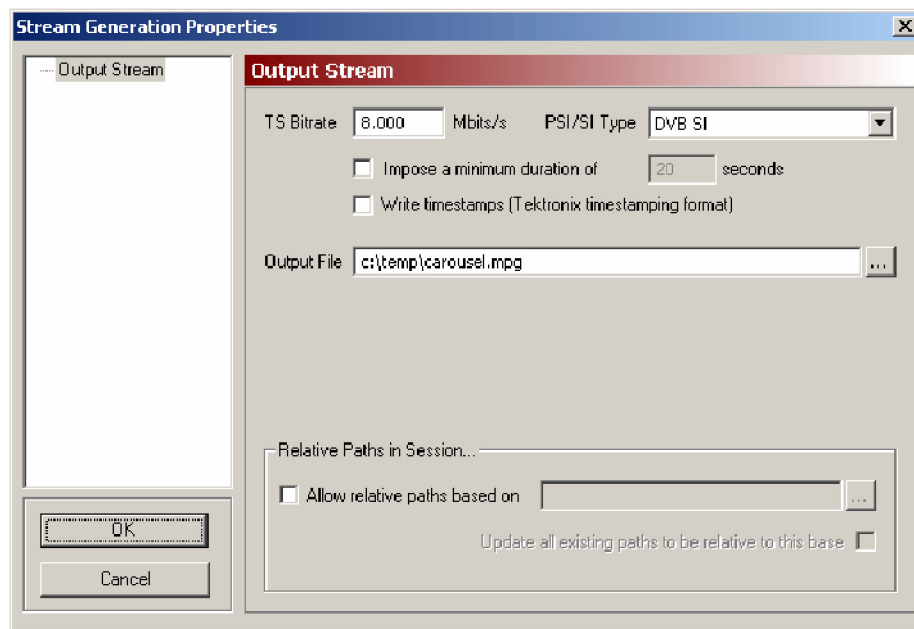 Stream Generation Properties
Output Stream
Output Stream
TS Bitrate 8.000 Mbits/s PSI/SI Type DVB SI
Impose a minimum duration of 20 seconds
Write timestamps (Tektronix timestamping format)
Output File c:\temp\carousel.mpg ...
Relative Paths in Session...
Allow relative paths based on ...
Update all existing paths to be relative to this base
OK
Cancel